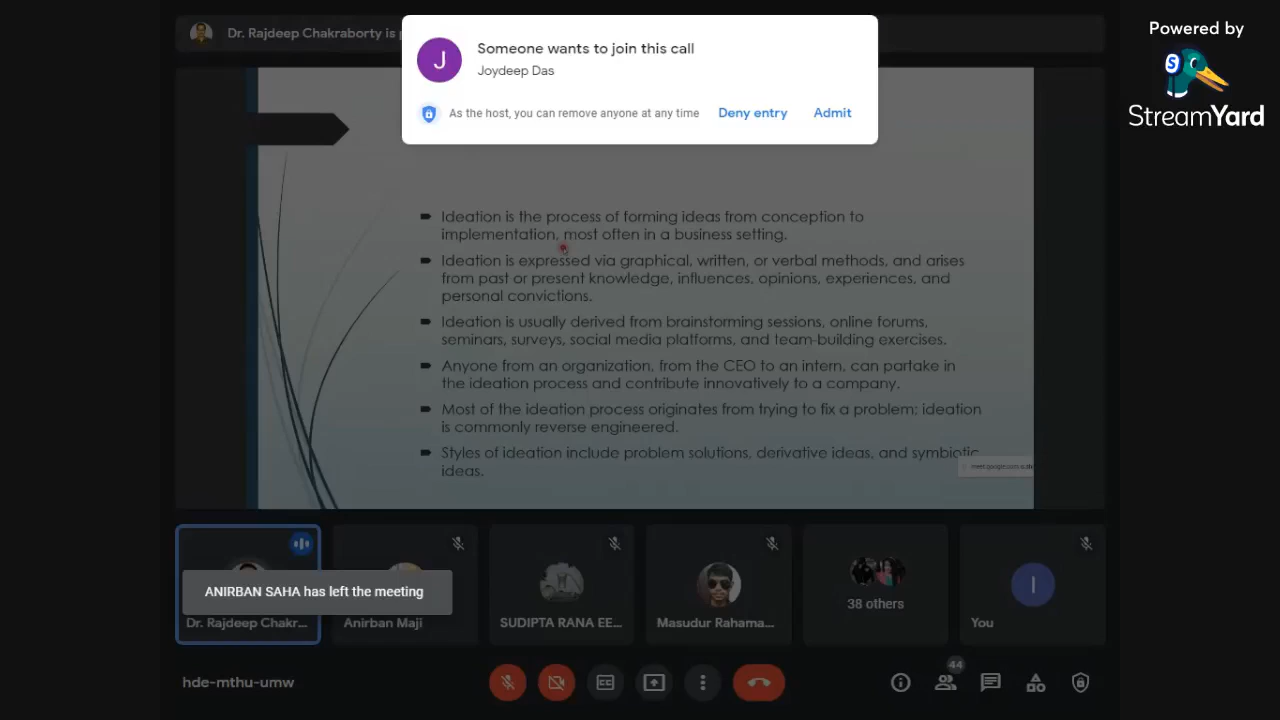 Dr. Rajdeep Chakraborty is
Someone wants to join this call
J
Joydeep Das
As the host, you can remove anyone at any time
Deny entry
Admit
Powered by
S
StreamYard
Ideation is the process of forming ideas from conception to
implementation, most often in a business setting.
Ideation is expressed via graphical, written, or verbal methods, and arises
from past or present knowledge, influences, opinions, experiences, and
personal convictions.
Ideation is usually derived from brainstorming sessions, online forums,
seminars, surveys, social media platforms, and team-building exercises.
Anyone from an organization, from the CEO to an intern, can partake in
the ideation process and contribute innovatively to a company.
Most of the ideation process originates from trying to fix a problem; ideation
is commonly reverse engineered.
Styles of ideation include problem solutions, derivative ideas, and symbiotic
ideas.
ANIRBAN SAHA has left the meeting
Dr. Rajdeep Chakr...
Anirban Maji
SUDIPTA RANA EE...
Masudur Rahama...
38 others
I
You
hde-mthu-umw
CC
44